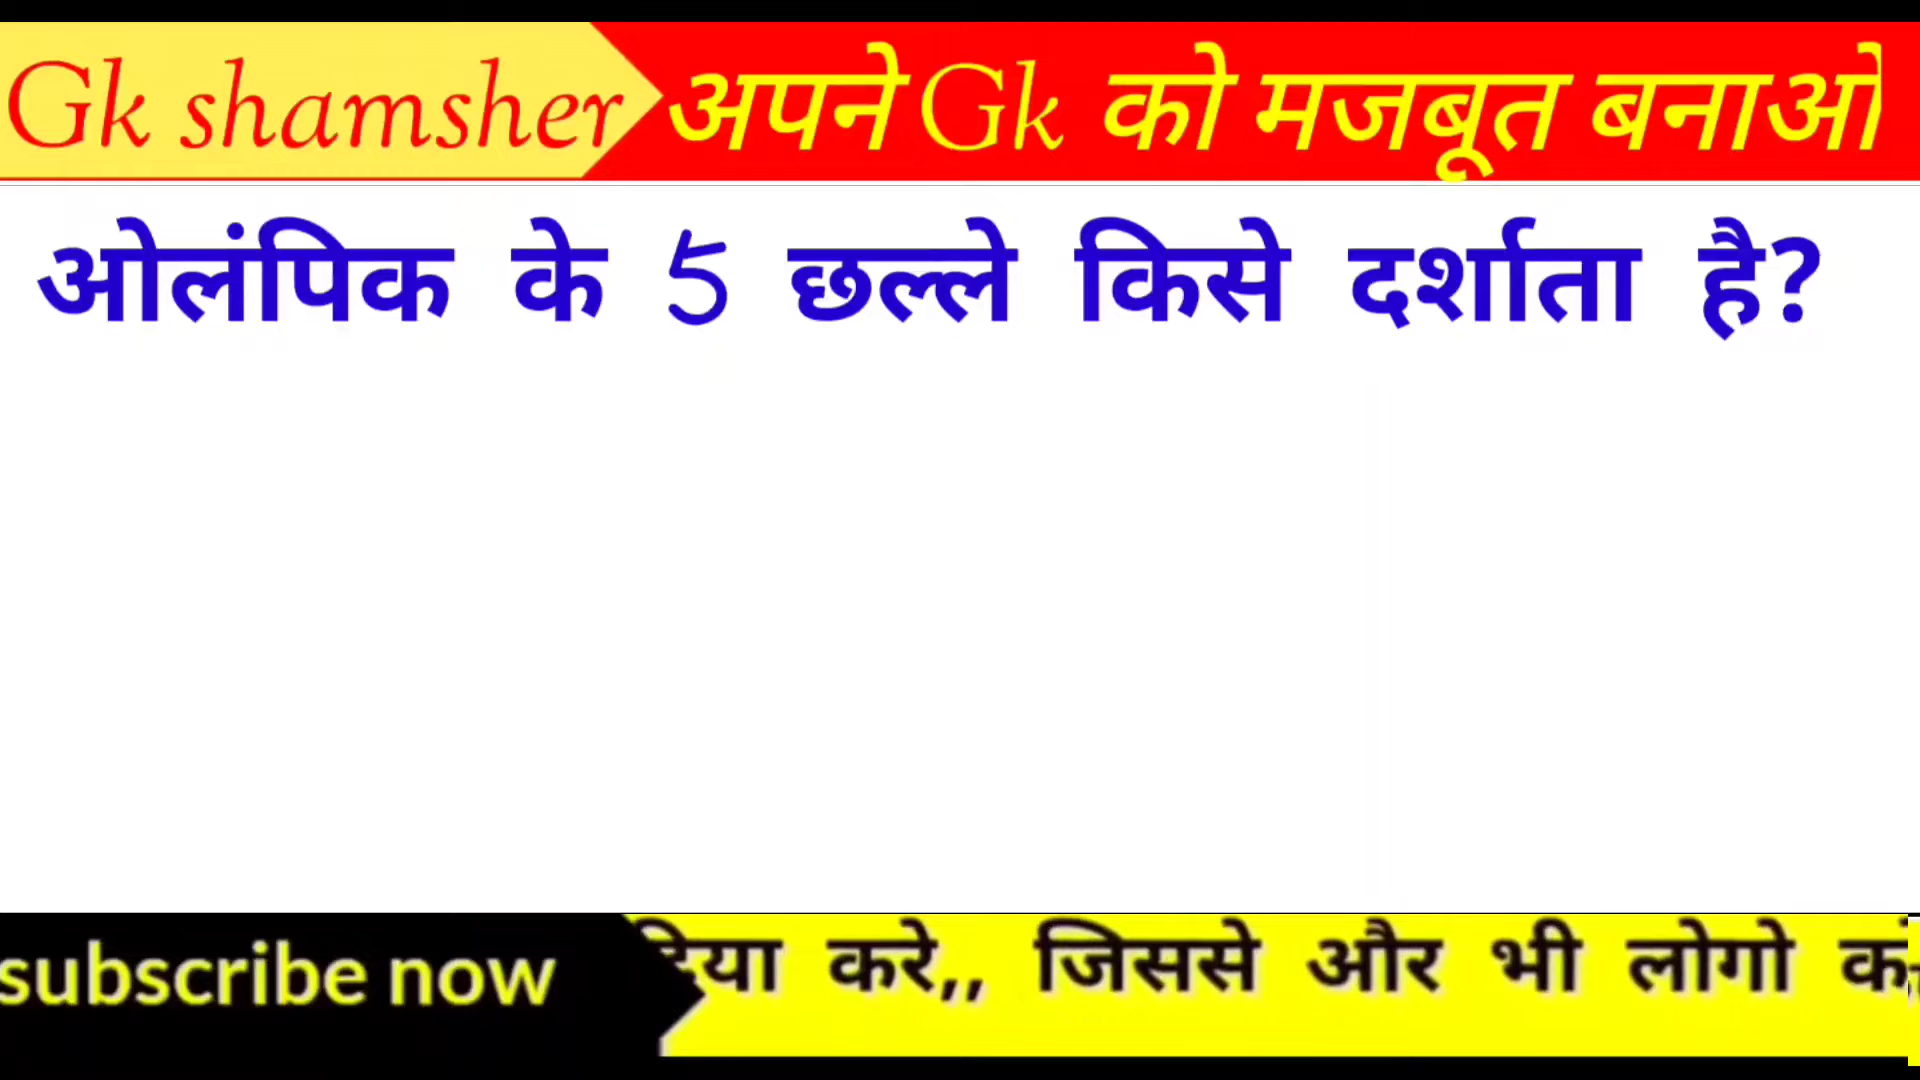 Gk shamsher अपने Gk को मजबूत बनाओ
ओलंपिक के 5 छल्ले किसे दर्शाता है?
subscribe now करे,, जिससे और भी लोगो